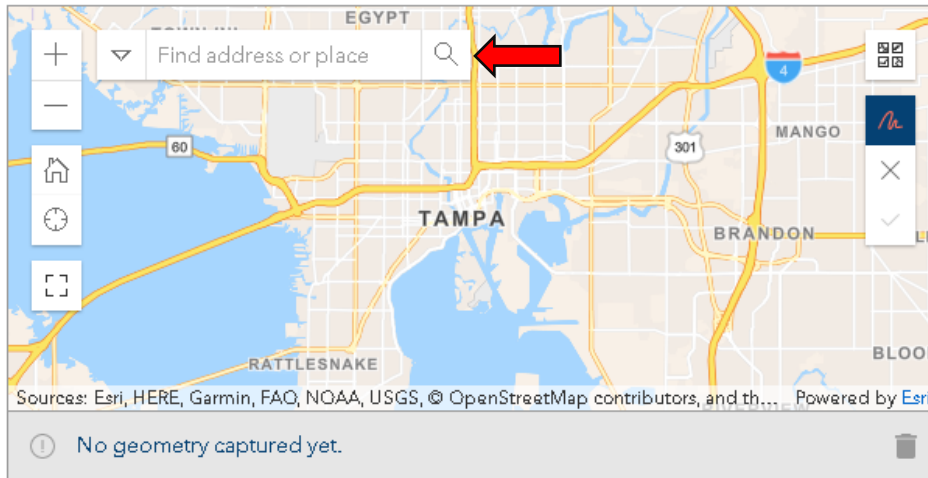 EGYPT
Find address or place
4
MANGO
60
301
TAMPA
BRANDON
RATTLESNAKE
BLOO
Sources: Esri, HERE, Garmin, FAO, NOAA, USGS, © OpenStreetMap contributors, and th... Powered by Esri
RIVERVIEW
No geometry captured yet.